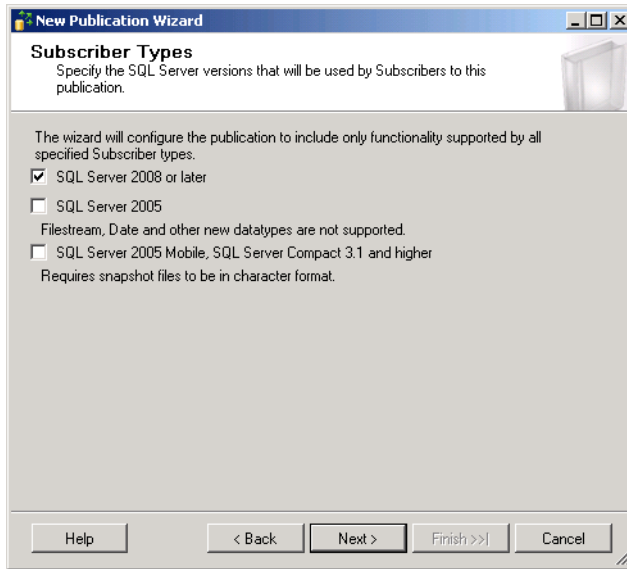 New Publication Wizard
Subscriber Types
Specify the SQL Server versions that will be used by Subscribers to this
publication.
The wizard will configure the publication to include only functionality supported by all
specified Subscriber types.
SQL Server 2008 or later
SQL Server 2005
Filestream, Date and other new datatypes are not supported.
SQL Server 2005 Mobile, SQL Server Compact 3.1 and higher
Requires snapshot files to be in character format.
Help < Back Next > Finish >>| Cancel